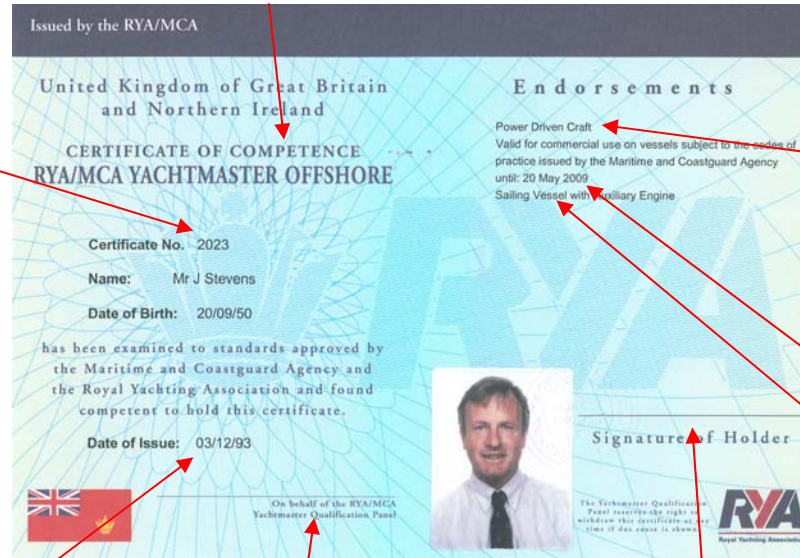 Issued by the RYA/MCA
United Kingdom of Great Britain
and Northern Ireland
CERTIFICATE OF COMPETENCE
RYA/MCA YACHTMASTER OFFSHORE
Certificate No. 2023
Name: Mr J Stevens
Date of Birth: 20/09/50
has been examined to standards approved by
the Maritime and Coastguard Agency and
the Royal Yachting Association and found
competent to hold this certificate.
Date of Issue: 03/12/93
On behalf of the RYA/MCA
Yachtmaster Qualification Panel
Endorsements
Power Driven Craft
Valid for commercial use on vessels subject to the codes of
practice issued by the Maritime and Coastguard Agency
until: 20 May 2009
Sailing Vessel with Auxiliary Engine
RYA
Signature of Holder
The Yachtmaster Qualification
Panel reserves the right to
withdraw this certificate at any
time if due cause is shown
RYA
Royal Yachting Association